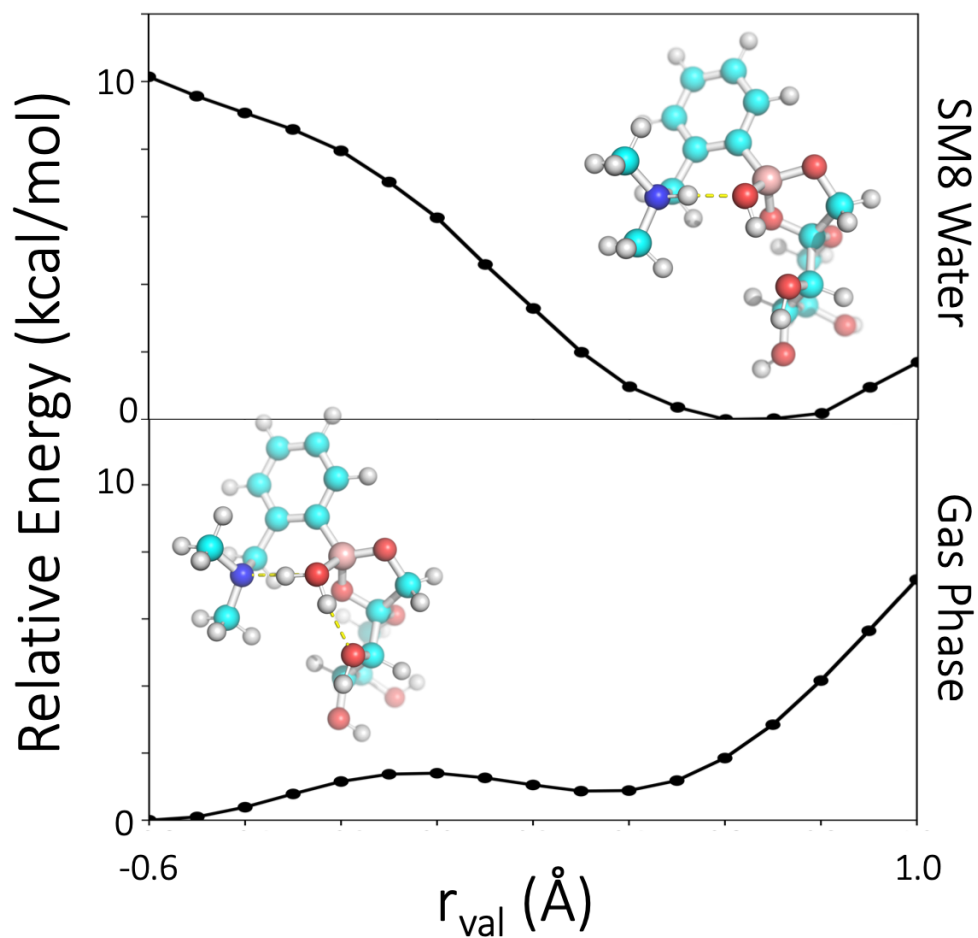 Relative Energy (kcal/mol)
10
0
SM8 Water
10
0
Gas Phase
-0.6
1.0
r_val (Å)